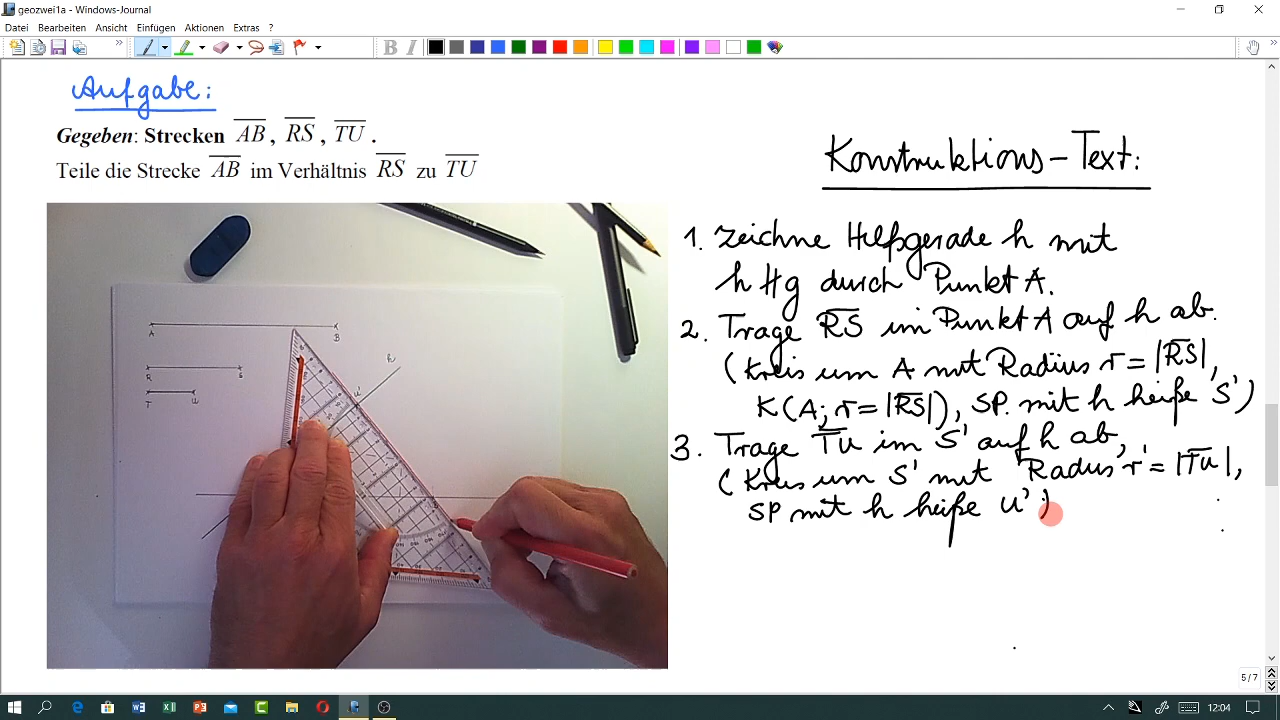 geozwei1a - Windows-Journal
Datei Bearbeiten Ansicht Einfügen Aktionen Extras
B I
Aufgabe:
Gegeben: Strecken AB, RS, TU.
Teile die Strecke AB im Verhältnis RS zu TU
Konstruktions-Text:
1. Zeichne Hilfsgerade h mit
h ∦ g durch Punkt A.
2. Trage RS im Punkt A auf h ab.
(Kreis um A mit Radius r = |RS|,
K(A; r = |RS|), SP. mit h heiße S')
3. Trage TU im S' auf h ab,
(Kreis um S' mit Radus r' = |TU|,
SP mit h heiße U')
A
B
h
R
S
T
U
U'
5/7
12:04